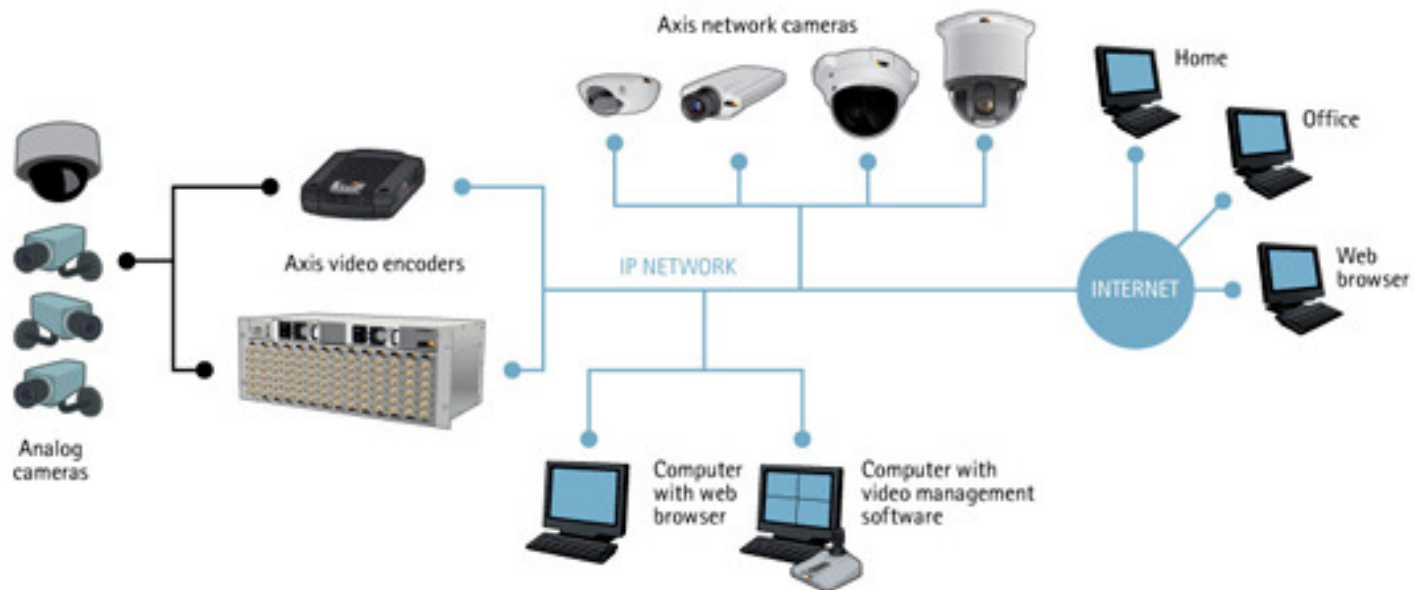 Axis network cameras
Home
Office
Axis video encoders
IP NETWORK
INTERNET
Web
browser
Analog
cameras
Computer
with web
browser
Computer with
video management
software